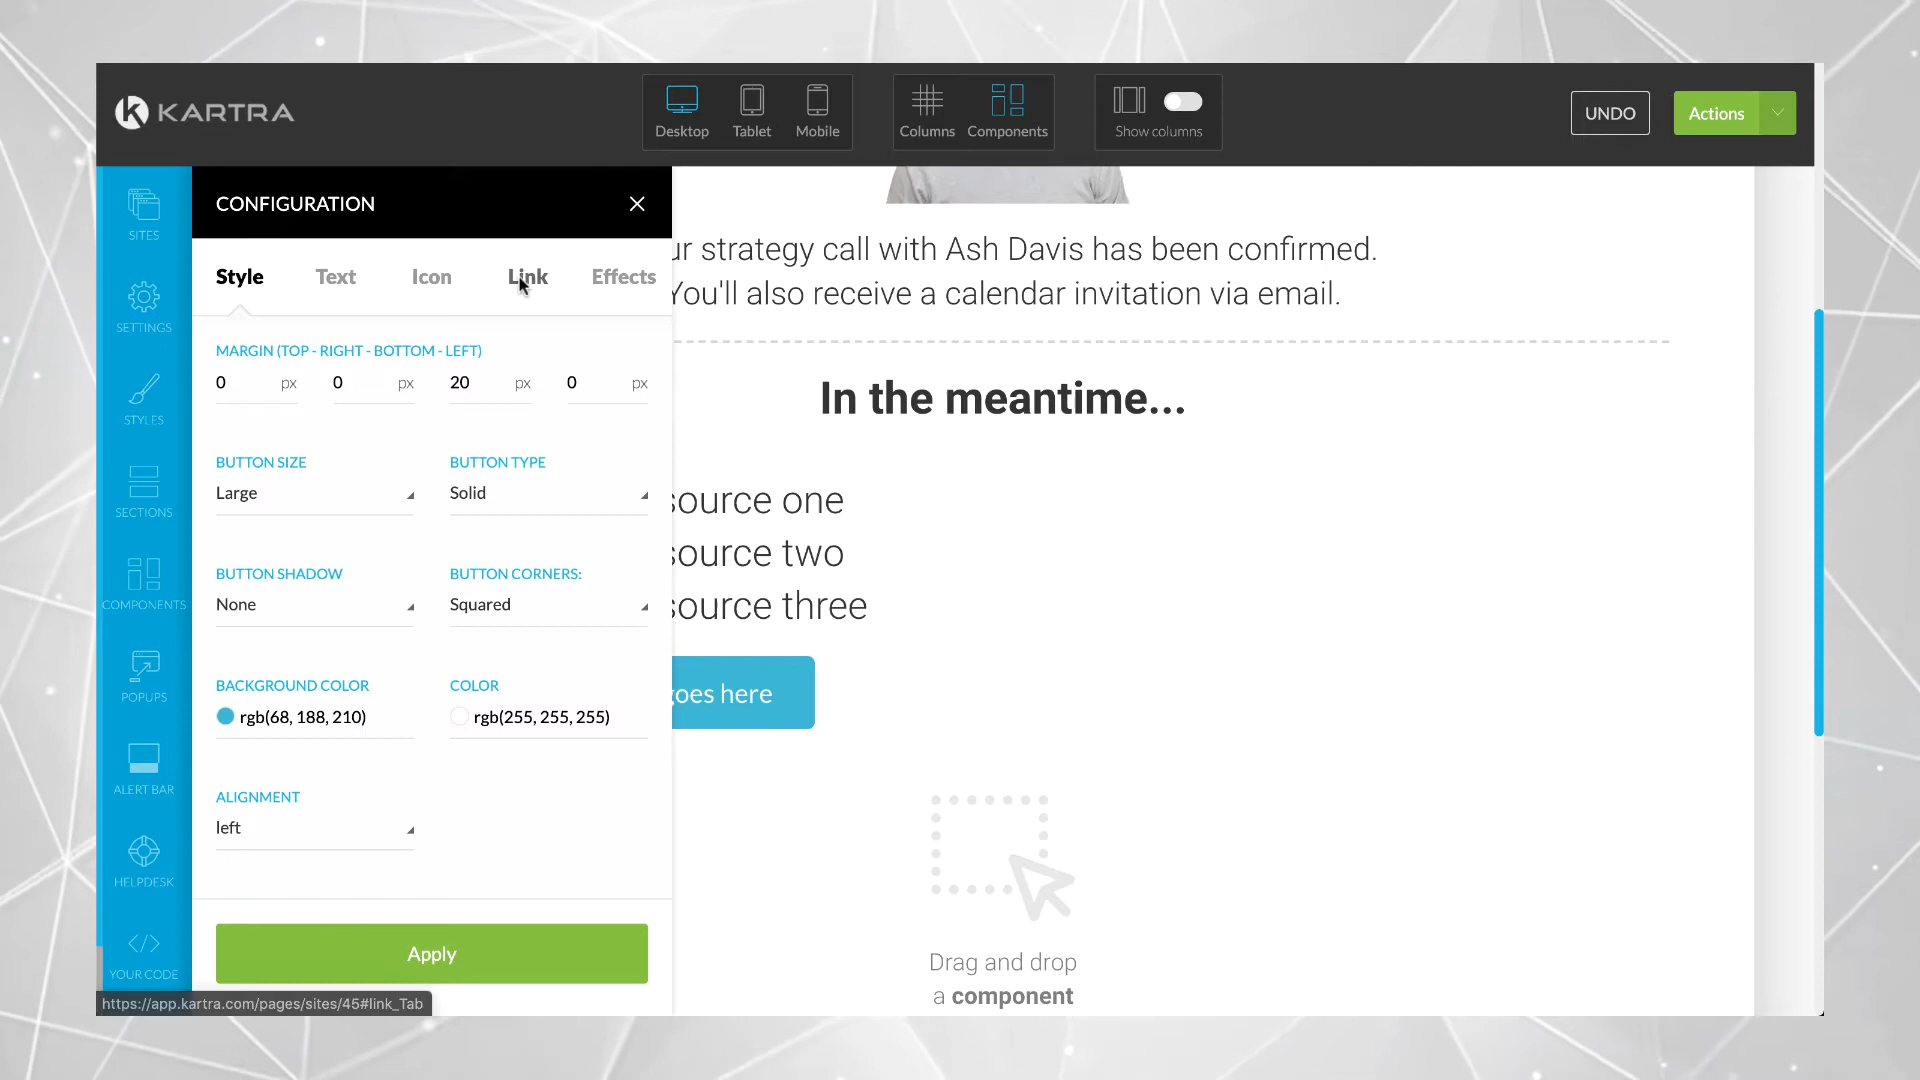 KARTRA
Desktop
Tablet
Mobile
Columns
Components
Show columns
UNDO
Actions
SITES
SETTINGS
STYLES
SECTIONS
COMPONENTS
POPUPS
ALERT BAR
HELPDESK
YOUR CODE
CONFIGURATION
Style
Text
Icon
Link
Effects
MARGIN (TOP - RIGHT - BOTTOM - LEFT)
0 px
0 px
20 px
0 px
BUTTON SIZE
Large
BUTTON TYPE
Solid
BUTTON SHADOW
None
BUTTON CORNERS:
Squared
BACKGROUND COLOR
rgb(68, 188, 210)
COLOR
rgb(255, 255, 255)
ALIGNMENT
left
Apply
https://app.kartra.com/pages/sites/45#link_Tab
ur strategy call with Ash Davis has been confirmed.
You'll also receive a calendar invitation via email.
In the meantime...
source one
source two
source three
goes here
Drag and drop
a component